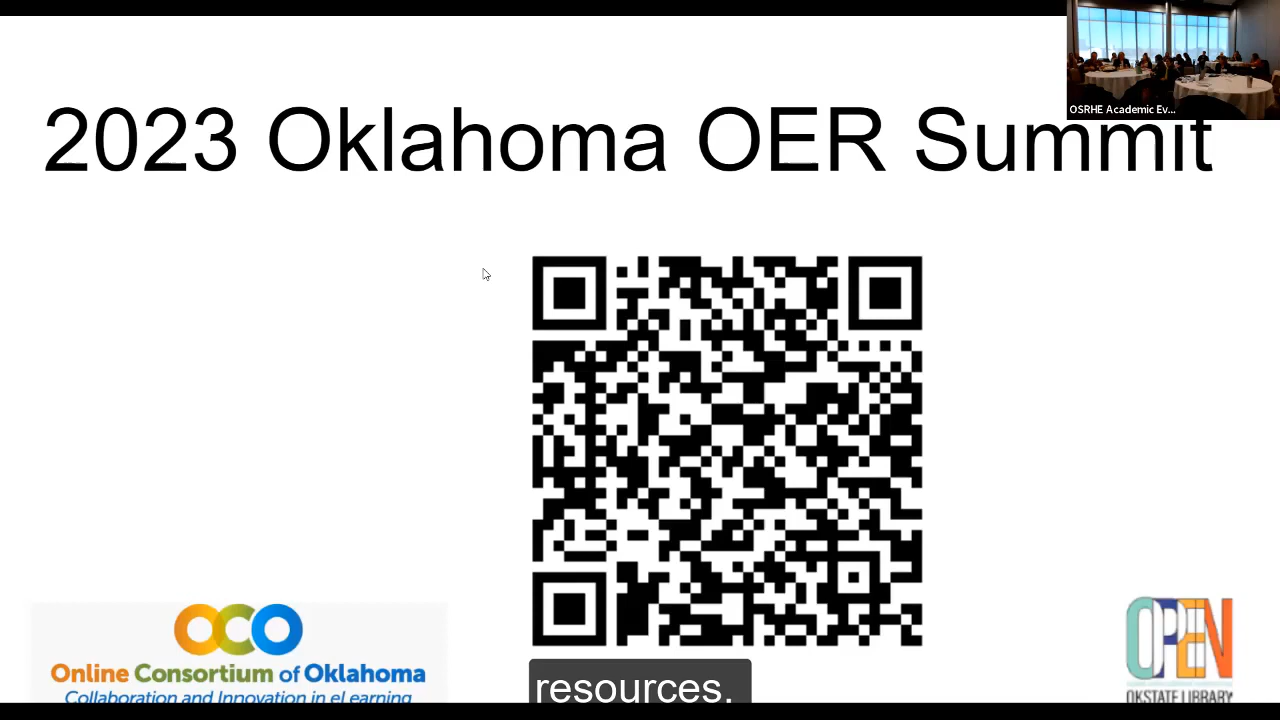 OSRHE Academic Ev...
2023 Oklahoma OER Summit
OCO
Online Consortium of Oklahoma
Collaboration and Innovation in eLearning
resources.
OPEN
OKSTATE LIBRARY